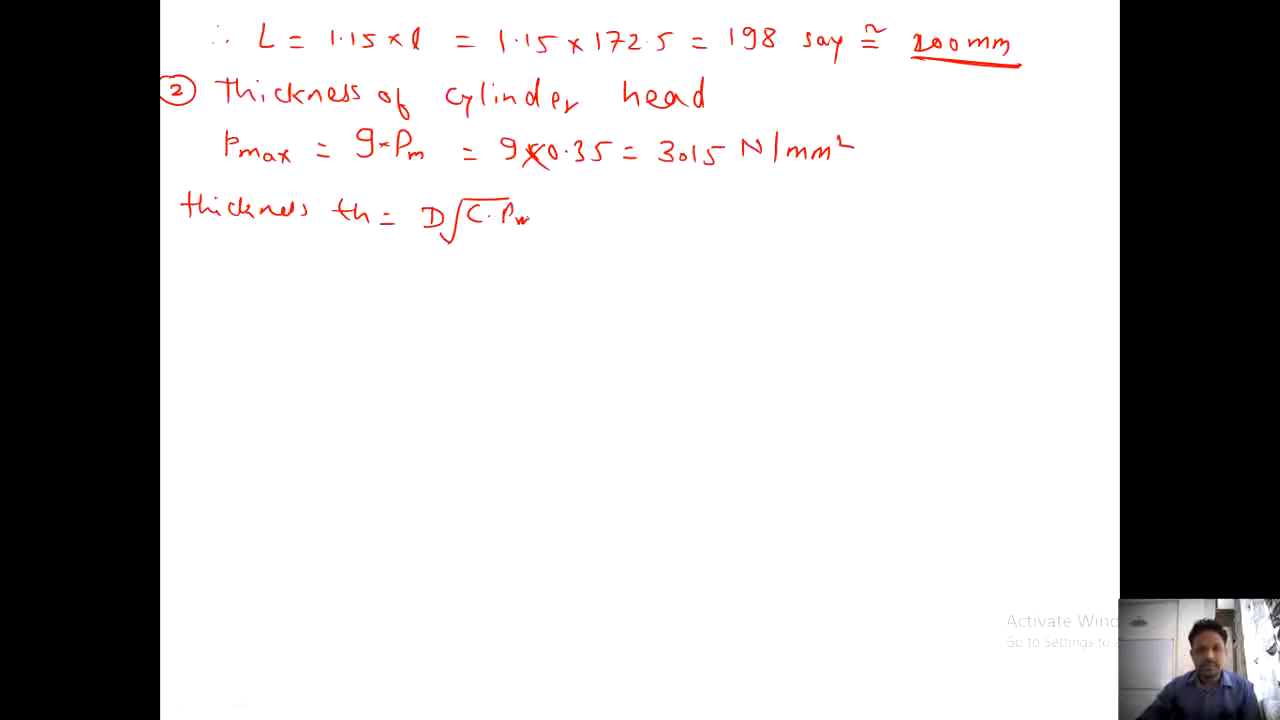 ∴ L = 1.15 × l = 1.15 × 172.5 = 198 say ≅ 200mm
② Thickness of cylinder head
Pmax = 9×Pm = 9×0.35 = 3.15 N/mm²
thickness th = D√C.Pm
Activate Wind
Go to Settings to a